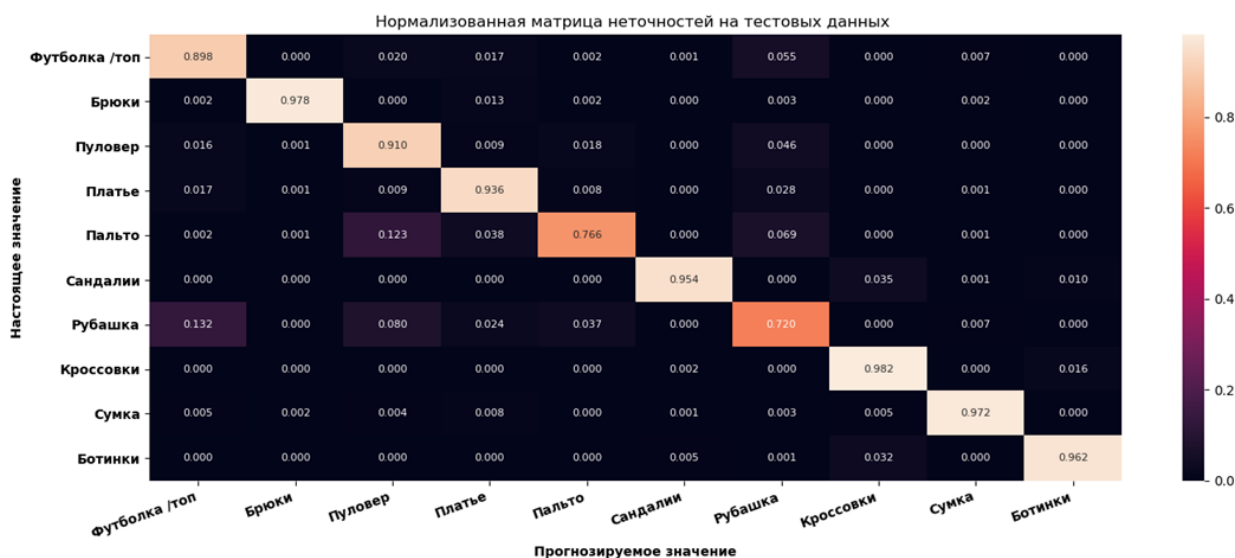 Нормализованная матрица неточностей на тестовых данных
Футболка /топ 0.898 0.000 0.020 0.017 0.002 0.001 0.055 0.000 0.007 0.000
Брюки 0.002 0.978 0.000 0.013 0.002 0.000 0.003 0.000 0.002 0.000
Пуловер 0.016 0.001 0.910 0.009 0.018 0.000 0.046 0.000 0.000 0.000
Платье 0.017 0.001 0.009 0.936 0.008 0.000 0.028 0.000 0.001 0.000
Пальто 0.002 0.001 0.123 0.038 0.766 0.000 0.069 0.000 0.001 0.000
Сандалии 0.000 0.000 0.000 0.000 0.000 0.954 0.000 0.035 0.001 0.010
Рубашка 0.132 0.000 0.080 0.024 0.037 0.000 0.720 0.000 0.007 0.000
Кроссовки 0.000 0.000 0.000 0.000 0.000 0.002 0.000 0.982 0.000 0.016
Сумка 0.005 0.002 0.004 0.008 0.000 0.001 0.003 0.005 0.972 0.000
Ботинки 0.000 0.000 0.000 0.000 0.000 0.005 0.001 0.032 0.000 0.962
Футболка /топ Брюки Пуловер Платье Пальто Сандалии Рубашка Кроссовки Сумка Ботинки
Прогнозируемое значение
Настоящее значение
0.8
0.6
0.4
0.2
0.0